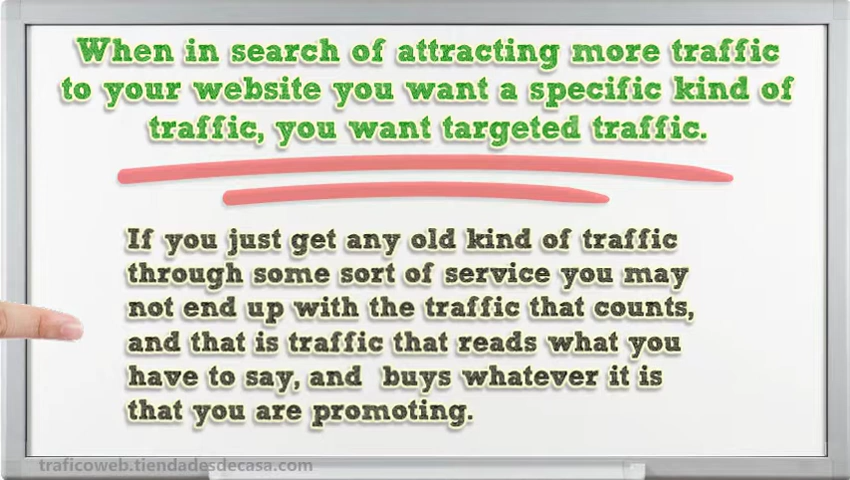 When in search of attracting more traffic
to your website you want a specific kind of
traffic, you want targeted traffic.
If you just get any old kind of traffic
through some sort of service you may
not end up with the traffic that counts,
and that is traffic that reads what you
have to say, and  buys whatever it is
that you are promoting.
traficoweb.tiendadesdecasa.com